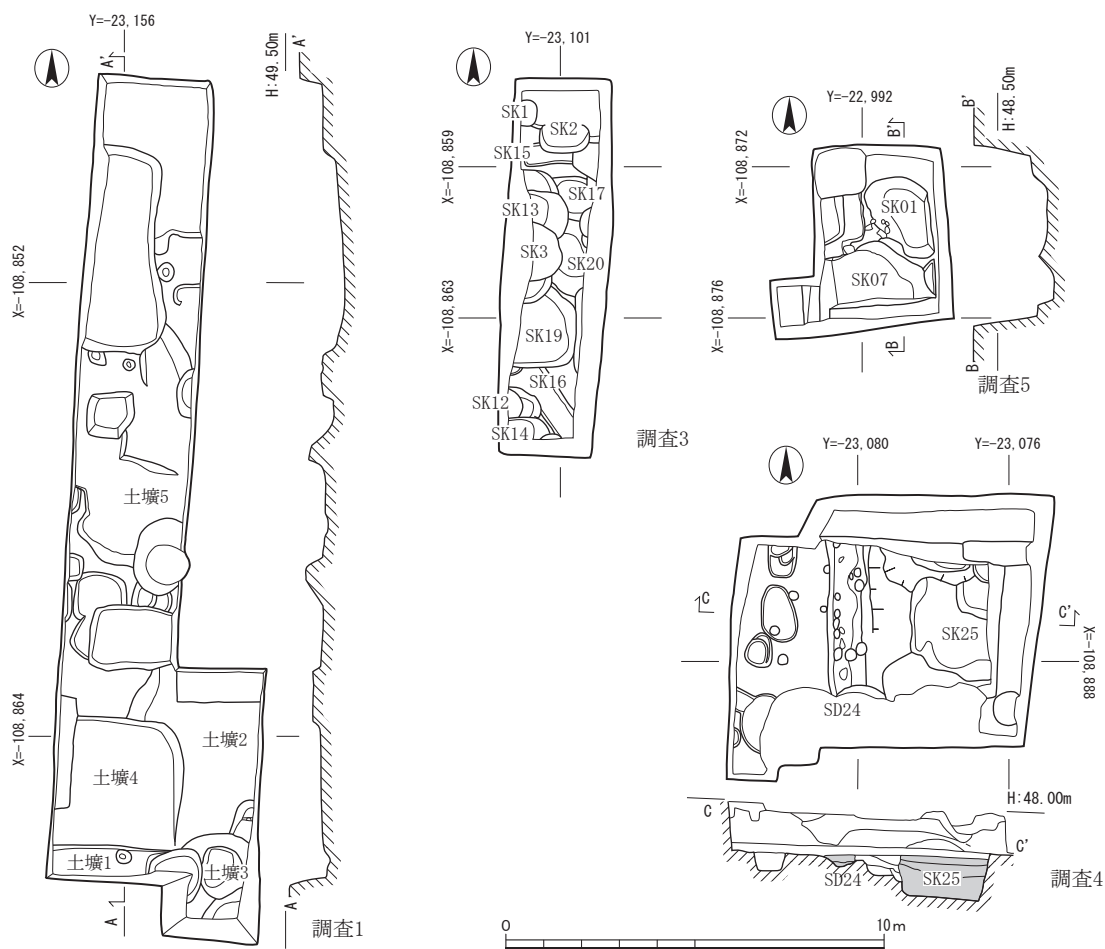 Y=-23,156
A'
H:49.50m
A'
X=-108,852
土壙5
X=-108,864
土壙2
土壙4
土壙1
土壙3
A
A
調査1
Y=-23,101
SK1
SK2
X=-108,859
SK15
SK17
SK13
SK3
SK20
X=-108,863
SK19
SK16
SK12
SK14
調査3
Y=-22,992
B'
B'
H:48.50m
X=-108,872
SK01
SK07
X=-108,876
B
B
調査5
Y=-23,080
Y=-23,076
C
C'
SK25
X=-108,888
SD24
H:48.00m
C
C'
SD24
SK25
調査4
0
10m